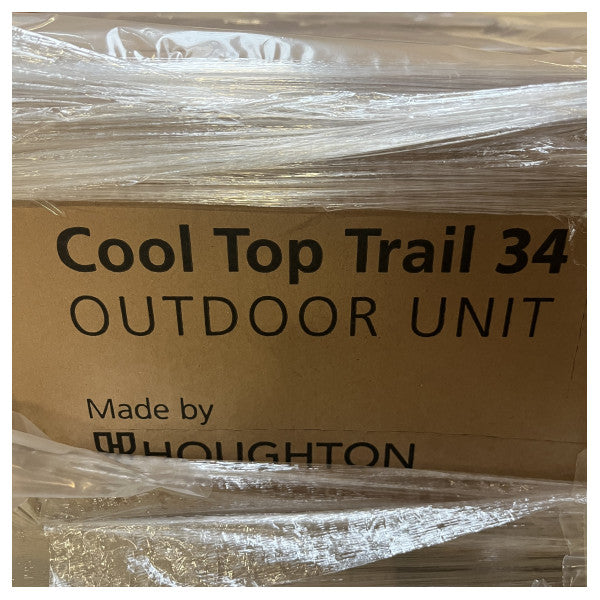 Cool Top Trail 34
OUTDOOR UNIT
Made by
HOUGHTON